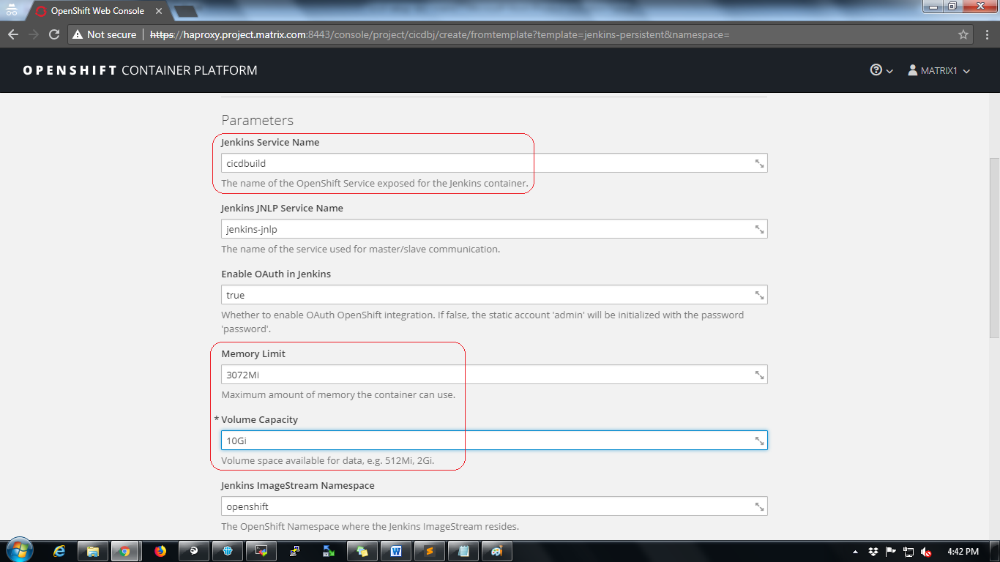 OpenShift Web Console
Not secure | https://haproxy.project.matrix.com:8443/console/project/cicdbj/create/fromtemplate?template=jenkins-persistent&namespace=
OPENSHIFT CONTAINER PLATFORM
MATRIX1
Parameters
Jenkins Service Name
cicdbuild
The name of the OpenShift Service exposed for the Jenkins container.
Jenkins JNLP Service Name
jenkins-jnlp
The name of the service used for master/slave communication.
Enable OAuth in Jenkins
true
Whether to enable OAuth OpenShift integration. If false, the static account 'admin' will be initialized with the password
'password'.
Memory Limit
3072Mi
Maximum amount of memory the container can use.
* Volume Capacity
10Gi
Volume space available for data, e.g. 512Mi, 2Gi.
Jenkins ImageStream Namespace
openshift
The OpenShift Namespace where the Jenkins ImageStream resides.
4:42 PM